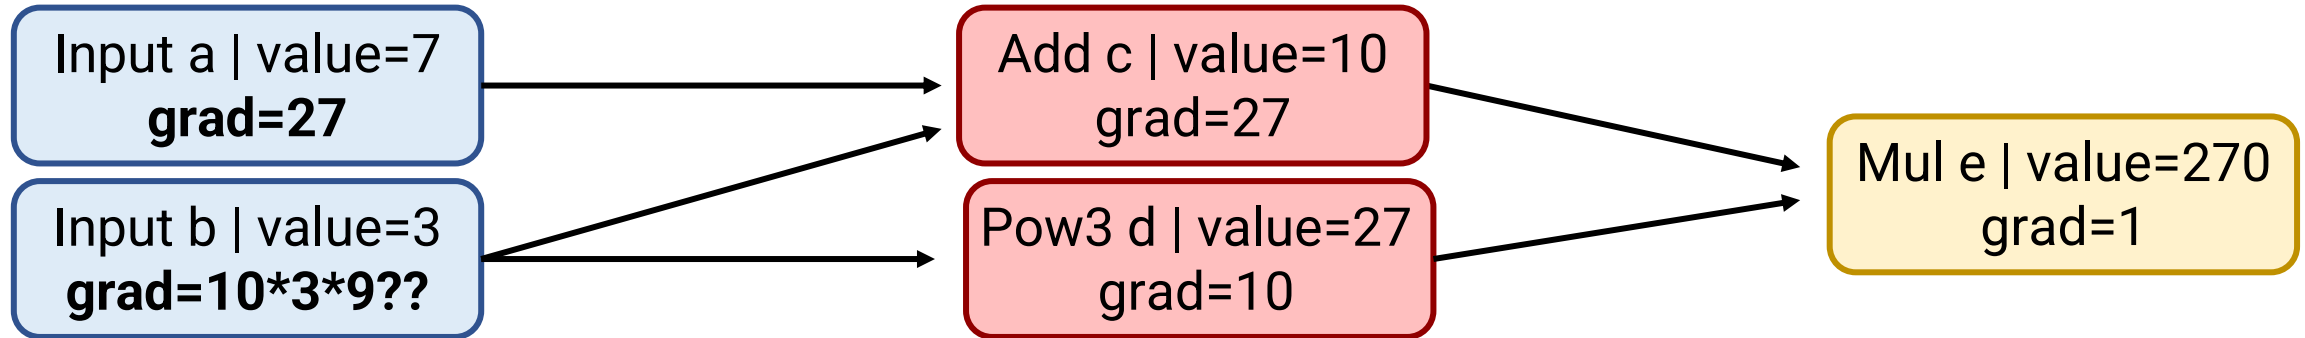 Input a | value=7
grad=27
Input b | value=3
grad=10*3*9??
Add c | value=10
grad=27
Pow3 d | value=27
grad=10
Mul e | value=270
grad=1